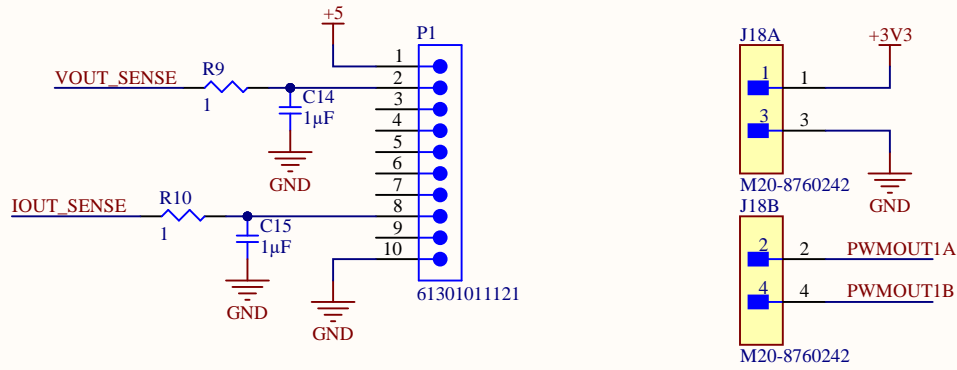 +5
P1
VOUT_SENSE
R9
1
C14
1µF
GND
IOUT_SENSE
R10
1
C15
1µF
GND
1
2
3
4
5
6
7
8
9
10
GND
61301011121
J18A
+3V3
1
1
3
3
M20-8760242
GND
J18B
2
2
PWMOUT1A
4
4
PWMOUT1B
M20-8760242